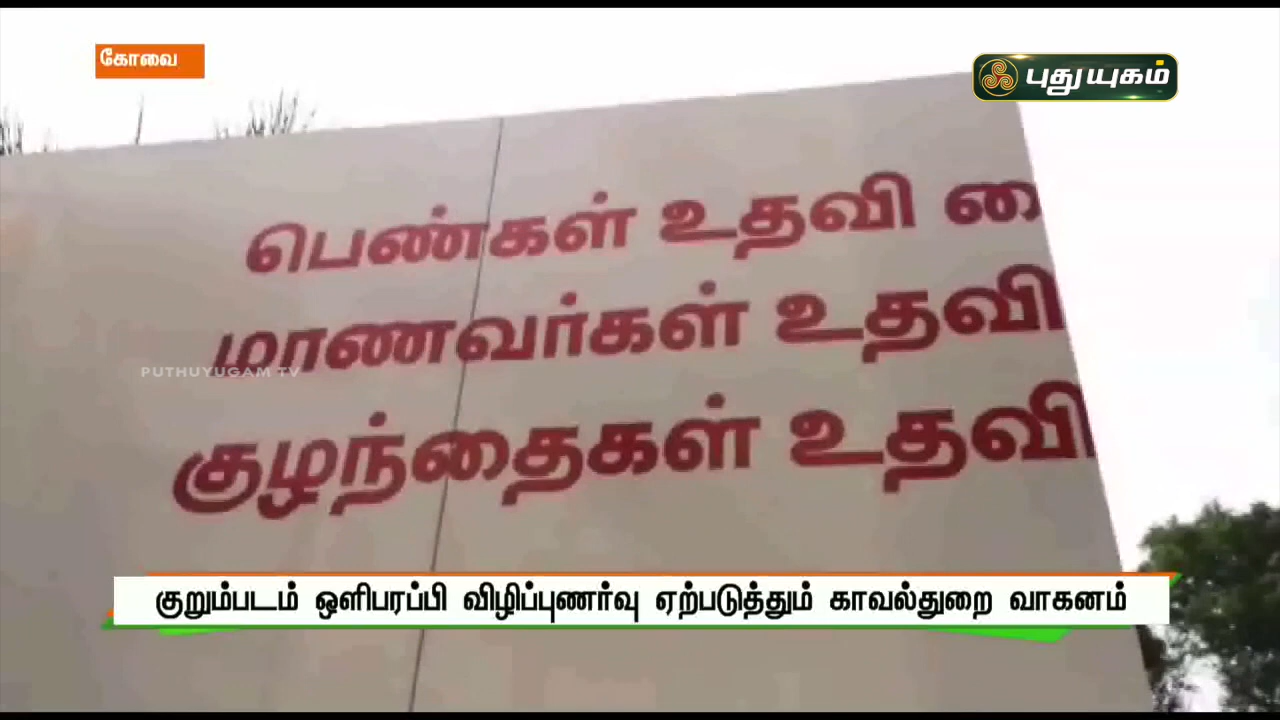 கோவை
புதுயுகம்
பெண்கள் உதவி
மாணவர்கள் உதவி
PUTHUYUGAM TV
குழந்தைகள் உதவி
குறும்படம் ஒளிபரப்பி விழிப்புணர்வு ஏற்படுத்தும் காவல்துறை வாகனம்